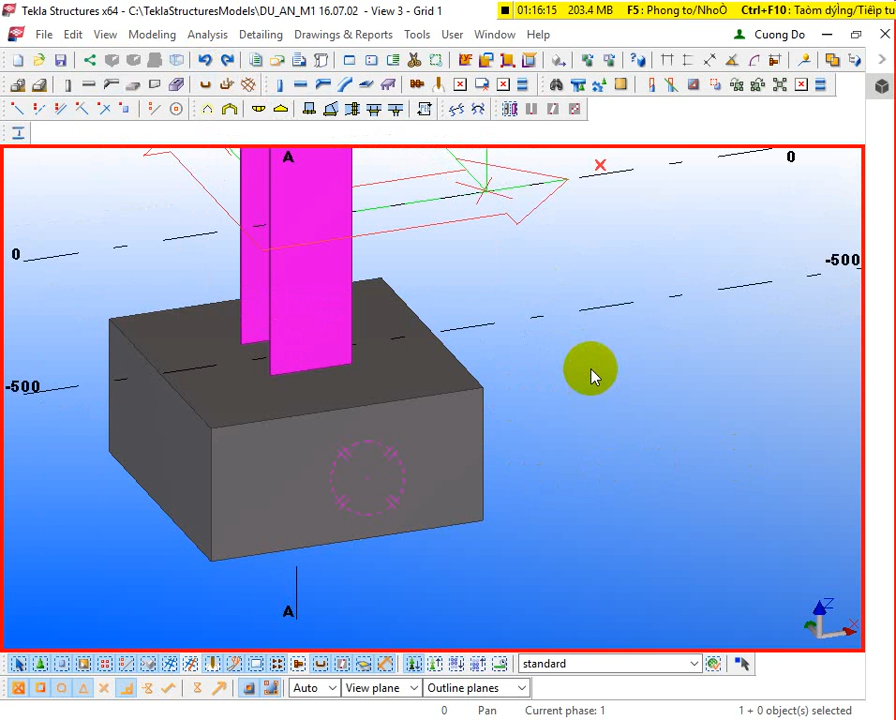 Tekla Structures x64 - C:\TeklaStructuresModels\DU_AN_M1 16.07.02 - View 3 - Grid 1
01:16:15 203.4 MB F5: Phong to/NhoÒ Ctrl+F10: Taòm dýlng/Tiêìp tu
File Edit View Modeling Analysis Detailing Drawings & Reports Tools User Window Help Cuong Do
A
0
0
-500
-500
A
Z
X
standard
Auto View plane Outline planes
0 Pan Current phase: 1 1 + 0 object(s) selected